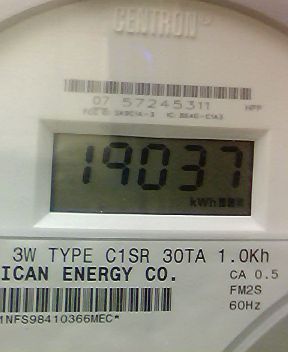 CENTRON
07 57245311
19037
kWh
3W TYPE C1SR 30TA 1.0Kh
ICAN ENERGY CO.
CA 0.5
FM2S
60Hz
1NFS98410366MEC*